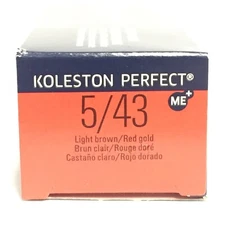 KOLESTON PERFECT®
ME+
5/43
Light brown/Red gold
Brun clair/Rouge doré
Castaño claro/Rojo dorado